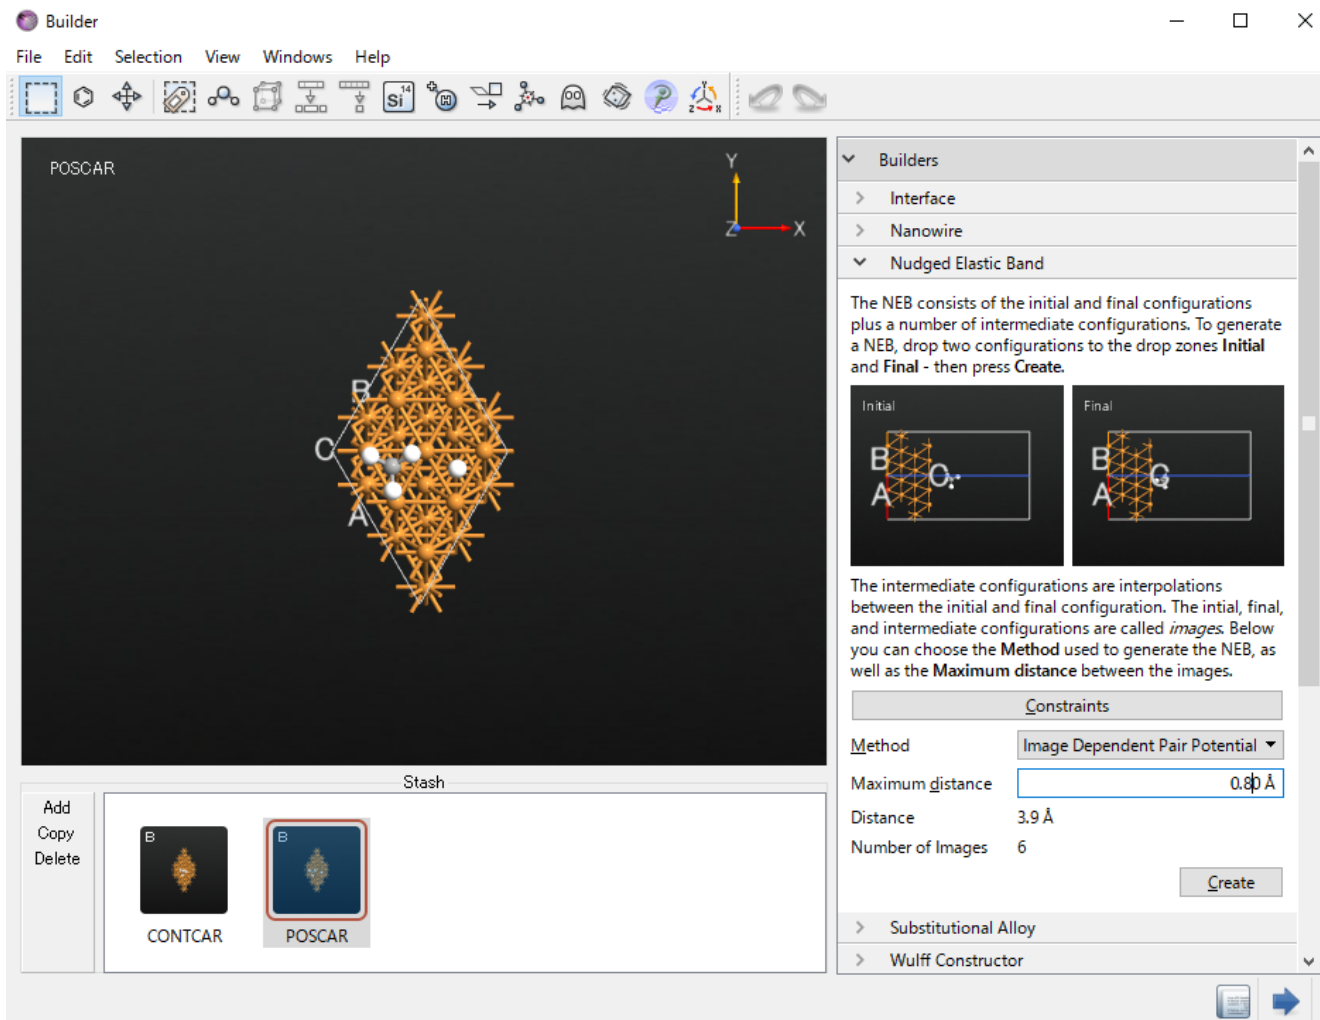 Builder
File Edit Selection View Windows Help
Si 14
H
Z Y X
POSCAR
Y
Z X
B
C
A
Stash
Add
Copy
Delete
B
CONTCAR
B
POSCAR
Builders
Interface
Nanowire
Nudged Elastic Band
The NEB consists of the initial and final configurations
plus a number of intermediate configurations. To generate
a NEB, drop two configurations to the drop zones Initial
and Final - then press Create.
Initial
B
A
C
Final
B
A
C
The intermediate configurations are interpolations
between the initial and final configuration. The intial, final,
and intermediate configurations are called images. Below
you can choose the Method used to generate the NEB, as
well as the Maximum distance between the images.
Constraints
Method Image Dependent Pair Potential
Maximum distance 0.80 Å
Distance 3.9 Å
Number of Images 6
Create
Substitutional Alloy
Wulff Constructor